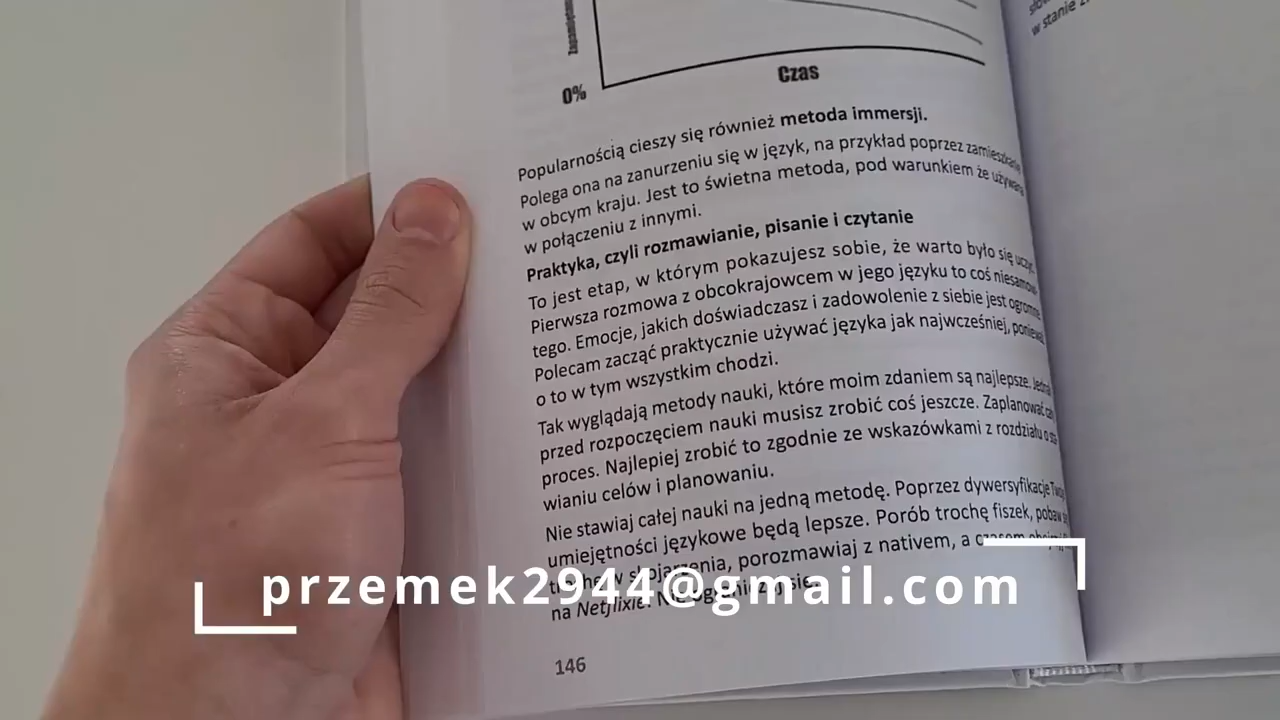 0%
Czas
Popularnością cieszy się również metoda immersji.
Polega ona na zanurzeniu się w język, na przykład poprzez
w obcym kraju. Jest to świetna metoda, pod warunkiem że
w połączeniu z innymi.
Praktyka, czyli rozmawianie, pisanie i czytanie
To jest etap, w którym pokazujesz sobie, że warto było się
Pierwsza rozmowa z obcokrajowcem w jego języku to coś
tego. Emocje, jakich doświadczasz i zadowolenie z siebie jest
Polecam zacząć praktycznie używać języka jak najwcześniej,
o to w tym wszystkim chodzi.
Tak wyglądają metody nauki, które moim zdaniem są najlepsze.
przed rozpoczęciem nauki musisz zrobić coś jeszcze. Zaplanować
proces. Najlepiej zrobić to zgodnie ze wskazówkami z rozdziału o
wianiu celów i planowaniu.
Nie stawiaj całej nauki na jedną metodę. Poprzez dywersyfikację
umiejętności językowe będą lepsze. Porób trochę fiszek,
w skojarzenia, porozmawiaj z nativem, a czasem
na Netflixie.
przemek2944@gmail.com
146
w stanie